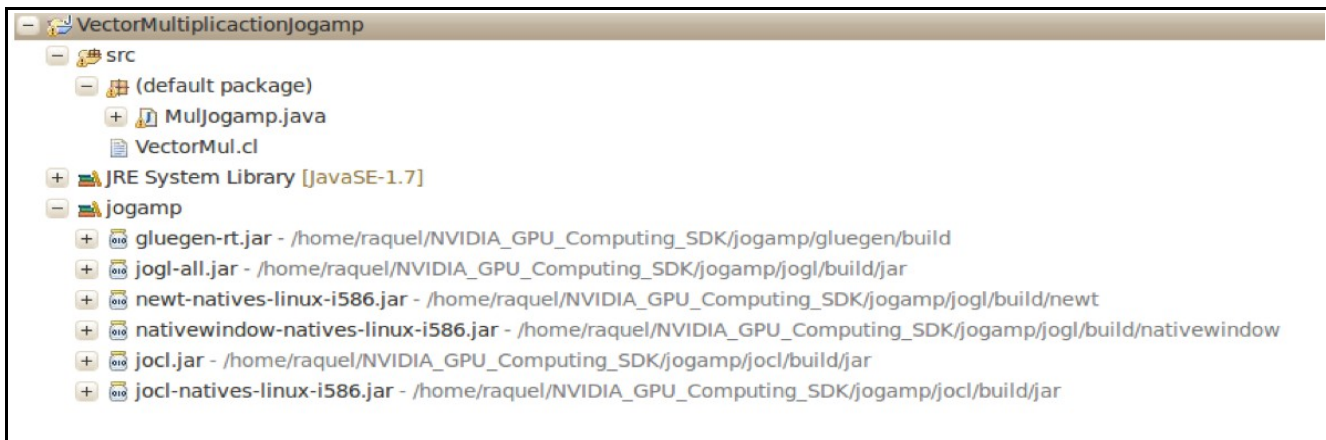 VectorMultiplicactionJogamp
src
(default package)
MulJogamp.java
VectorMul.cl
JRE System Library [JavaSE-1.7]
jogamp
gluegen-rt.jar - /home/raquel/NVIDIA_GPU_Computing_SDK/jogamp/gluegen/build
jogl-all.jar - /home/raquel/NVIDIA_GPU_Computing_SDK/jogamp/jogl/build/jar
newt-natives-linux-i586.jar - /home/raquel/NVIDIA_GPU_Computing_SDK/jogamp/jogl/build/newt
nativewindow-natives-linux-i586.jar - /home/raquel/NVIDIA_GPU_Computing_SDK/jogamp/jogl/build/nativewindow
jocl.jar - /home/raquel/NVIDIA_GPU_Computing_SDK/jogamp/jocl/build/jar
jocl-natives-linux-i586.jar - /home/raquel/NVIDIA_GPU_Computing_SDK/jogamp/jocl/build/jar